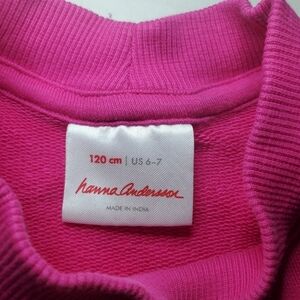 120 cm | US 6-7
hanna andersson
MADE IN INDIA